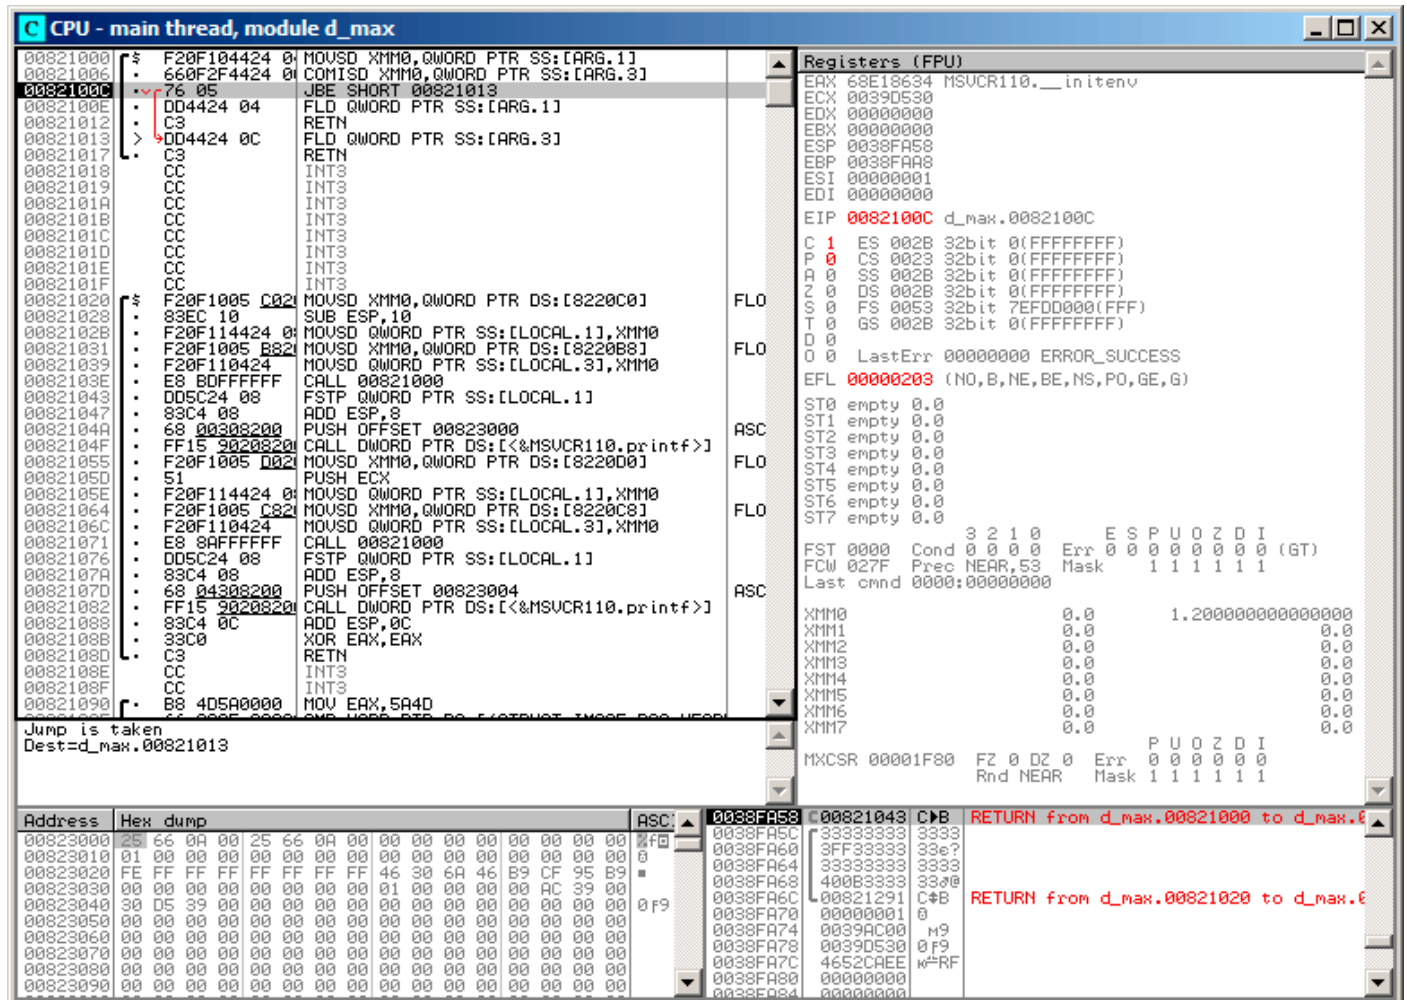 C CPU - main thread, module d_max
00821000 $ F20F104424 0 MOVSD XMM0,QWORD PTR SS:[ARG.1]
00821006 . 660F2F4424 0 COMISD XMM0,QWORD PTR SS:[ARG.3]
0082100C . 76 05 JBE SHORT 00821013
0082100E . DD4424 04 FLD QWORD PTR SS:[ARG.1]
00821012 . C3 RETN
00821013 > DD4424 0C FLD QWORD PTR SS:[ARG.3]
00821017 . C3 RETN
00821018 CC INT3
00821019 CC INT3
0082101A CC INT3
0082101B CC INT3
0082101C CC INT3
0082101D CC INT3
0082101E CC INT3
0082101F CC INT3
00821020 $ F20F1005 C02 MOVSD XMM0,QWORD PTR DS:[8220C0] FLO
00821028 . 83EC 10 SUB ESP,10
0082102B . F20F114424 0 MOVSD QWORD PTR SS:[LOCAL.1],XMM0
00821031 . F20F1005 B82 MOVSD XMM0,QWORD PTR DS:[8220B8] FLO
00821039 . F20F110424 MOVSD QWORD PTR SS:[LOCAL.3],XMM0
0082103E . E8 BDFFFFFF CALL 00821000
00821043 . DD5C24 08 FSTP QWORD PTR SS:[LOCAL.1]
00821047 . 83C4 08 ADD ESP,8
0082104A . 68 00308200 PUSH OFFSET 00823000 ASC
0082104F . FF15 90208200 CALL DWORD PTR DS:[<&MSVCR110.printf>]
00821055 . F20F1005 D02 MOVSD XMM0,QWORD PTR DS:[8220D0] FLO
0082105D . 51 PUSH ECX
0082105E . F20F114424 0 MOVSD QWORD PTR SS:[LOCAL.1],XMM0
00821064 . F20F1005 C82 MOVSD XMM0,QWORD PTR DS:[8220C8] FLO
0082106C . F20F110424 MOVSD QWORD PTR SS:[LOCAL.3],XMM0
00821071 . E8 8AFFFFFF CALL 00821000
00821076 . DD5C24 08 FSTP QWORD PTR SS:[LOCAL.1]
0082107A . 83C4 08 ADD ESP,8
0082107D . 68 04308200 PUSH OFFSET 00823004 ASC
00821082 . FF15 90208200 CALL DWORD PTR DS:[<&MSVCR110.printf>]
00821088 . 83C4 0C ADD ESP,0C
0082108B . 33C0 XOR EAX,EAX
0082108D . C3 RETN
0082108E CC INT3
0082108F CC INT3
00821090 . B8 4D5A0000 MOV EAX,5A4D
Jump is taken
Dest=d_max.00821013
Registers (FPU)
EAX 68E18634 MSVCR110.__initenv
ECX 0039D530
EDX 00000000
EBX 00000000
ESP 0038FA58
EBP 0038FAA8
ESI 00000001
EDI 00000000
EIP 0082100C d_max.0082100C
C 1 ES 002B 32bit 0(FFFFFFFF)
P 0 CS 0023 32bit 0(FFFFFFFF)
A 0 SS 002B 32bit 0(FFFFFFFF)
Z 0 DS 002B 32bit 0(FFFFFFFF)
S 0 FS 0053 32bit 7EFDD000(FFF)
T 0 GS 002B 32bit 0(FFFFFFFF)
D 0
O 0 LastErr 00000000 ERROR_SUCCESS
EFL 00000203 (NO,B,NE,BE,NS,PO,GE,G)
ST0 empty 0.0
ST1 empty 0.0
ST2 empty 0.0
ST3 empty 0.0
ST4 empty 0.0
ST5 empty 0.0
ST6 empty 0.0
ST7 empty 0.0
3 2 1 0 E S P U O Z D I
FST 0000 Cond 0 0 0 0 Err 0 0 0 0 0 0 0 0 (GT)
FCW 027F Prec NEAR,53 Mask 1 1 1 1 1 1
Last cmnd 0000:00000000
XMM0 0.0 1.200000000000000
XMM1 0.0 0.0
XMM2 0.0 0.0
XMM3 0.0 0.0
XMM4 0.0 0.0
XMM5 0.0 0.0
XMM6 0.0 0.0
XMM7 0.0 0.0
P U O Z D I
MXCSR 00001F80 FZ 0 DZ 0 Err 0 0 0 0 0 0
Rnd NEAR Mask 1 1 1 1 1 1
Address Hex dump ASC
00823000 25 66 0A 00 25 66 0A 00 00 00 00 00 00 00 00 00 %f
00823010 01 00 00 00 00 00 00 00 00 00 00 00 00 00 00 00
00823020 FE FF FF FF FF FF FF FF 46 30 6A 46 B9 CF 95 B9
00823030 00 00 00 00 00 00 00 00 01 00 00 00 00 AC 39 00
00823040 30 D5 39 00 00 00 00 00 00 00 00 00 00 00 00 00
00823050 00 00 00 00 00 00 00 00 00 00 00 00 00 00 00 00
00823060 00 00 00 00 00 00 00 00 00 00 00 00 00 00 00 00
00823070 00 00 00 00 00 00 00 00 00 00 00 00 00 00 00 00
00823080 00 00 00 00 00 00 00 00 00 00 00 00 00 00 00 00
00823090 00 00 00 00 00 00 00 00 00 00 00 00 00 00 00 00
0038FA58 00821043 C►B RETURN from d_max.00821000 to d_max.0
0038FA5C 33333333 3333
0038FA60 3FF33333 33є?
0038FA64 33333333 3333
0038FA68 400B3333 33♂@
0038FA6C 00821291 С‡B RETURN from d_max.00821020 to d_max.0
0038FA70 00000001
0038FA74 0039AC00 м9
0038FA78 0039D530 0╒9
0038FA7C 4652CAEE ю╩RF
0038FA80 00000000
0038FA84 00000000